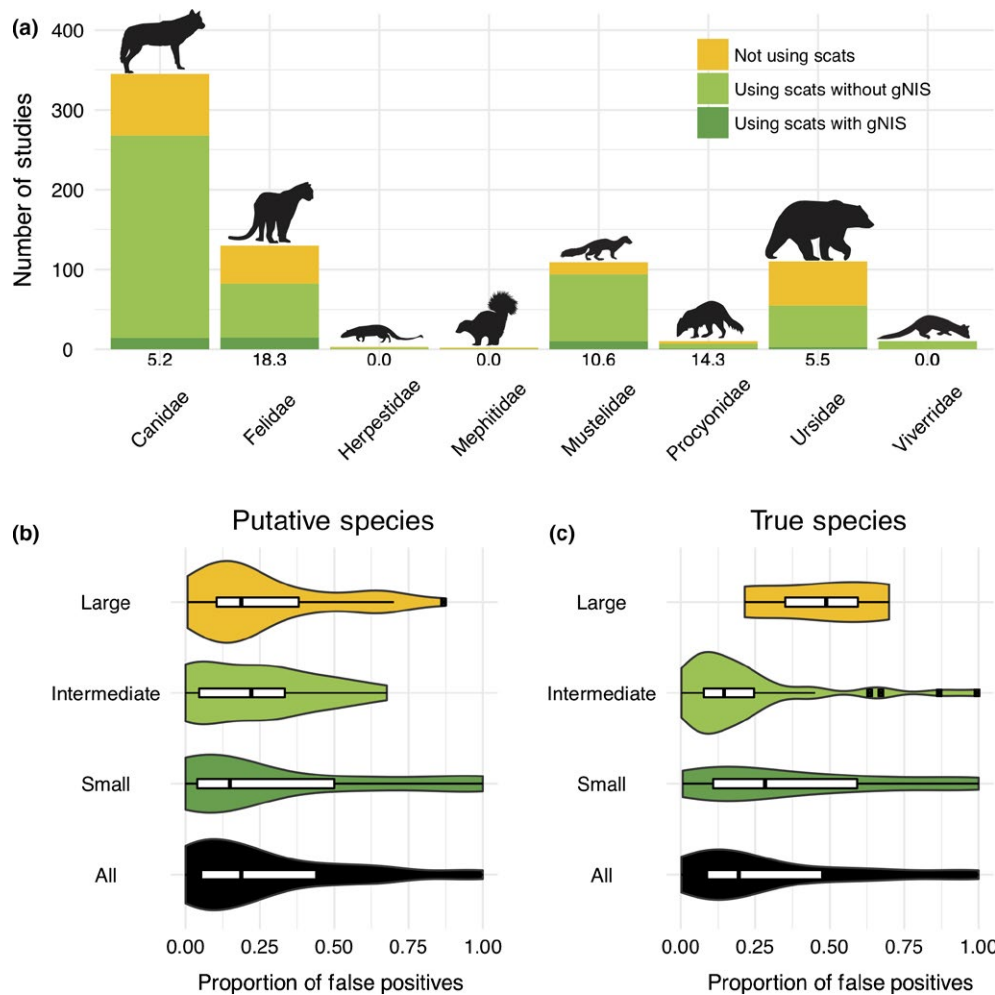 (a)
Number of studies
400
300
200
100
0
Not using scats
Using scats without gNIS
Using scats with gNIS
5.2 18.3 0.0 0.0 10.6 14.3 5.5 0.0
Canidae Felidae Herpestidae Mephitidae Mustelidae Procyonidae Ursidae Viverridae
(b) Putative species
Large
Intermediate
Small
All
0.00 0.25 0.50 0.75 1.00
Proportion of false positives
(c) True species
Large
Intermediate
Small
All
0.00 0.25 0.50 0.75 1.00
Proportion of false positives